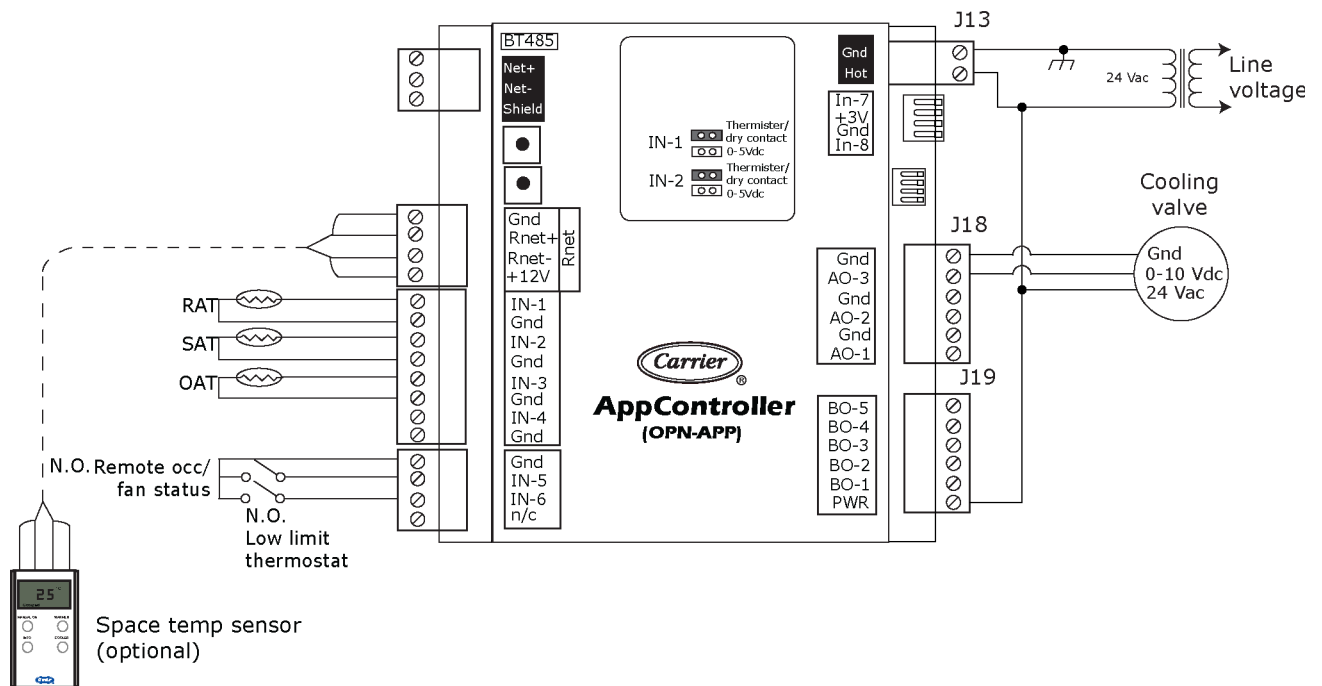 BT485
Net+
Net-
Shield
Gnd
Rnet+
Rnet-
+12V
Rnet
IN-1
Gnd
IN-2
Gnd
IN-3
Gnd
IN-4
Gnd
Gnd
IN-5
IN-6
n/c
RAT
SAT
OAT
N.O. Remote occ/
fan status
N.O.
Low limit
thermostat
25
Space temp sensor
(optional)
IN-1
Thermister/
dry contact
0-5Vdc
IN-2
Thermister/
dry contact
0-5Vdc
Carrier
®
AppController
(OPN-APP)
Gnd
Hot
In-7
+3V
Gnd
In-8
Gnd
AO-3
Gnd
AO-2
Gnd
AO-1
BO-5
BO-4
BO-3
BO-2
BO-1
PWR
J13
J18
J19
24 Vac
Line
voltage
Cooling
valve
Gnd
0-10 Vdc
24 Vac